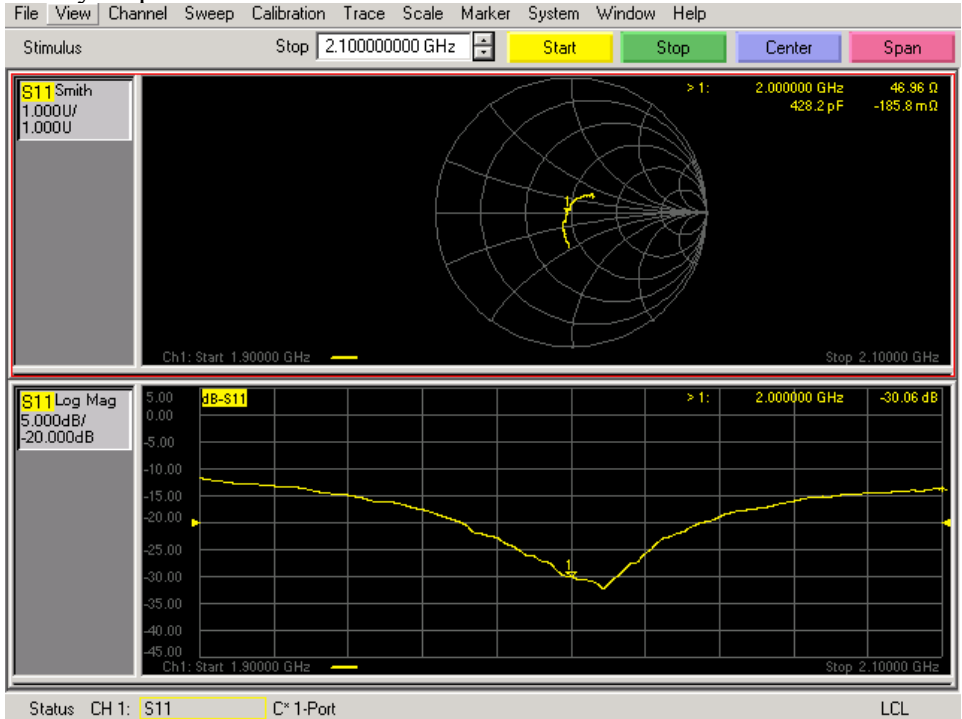 File View Channel Sweep Calibration Trace Scale Marker System Window Help
Stimulus Stop 2.100000000 GHz Start Stop Center Span
S11 Smith
1.000U/
1.000U
> 1: 2.000000 GHz 46.96 Ω
428.2 pF -185.8 mΩ
1
Ch1: Start 1.90000 GHz Stop 2.10000 GHz
S11 Log Mag
5.000dB/
-20.000dB
5.00 dB-S11 > 1: 2.000000 GHz -30.06 dB
0.00
-5.00
-10.00
-15.00
-20.00
-25.00
1
-30.00
-35.00
-40.00
-45.00
Ch1: Start 1.90000 GHz Stop 2.10000 GHz
Status CH 1: S11 C* 1-Port LCL